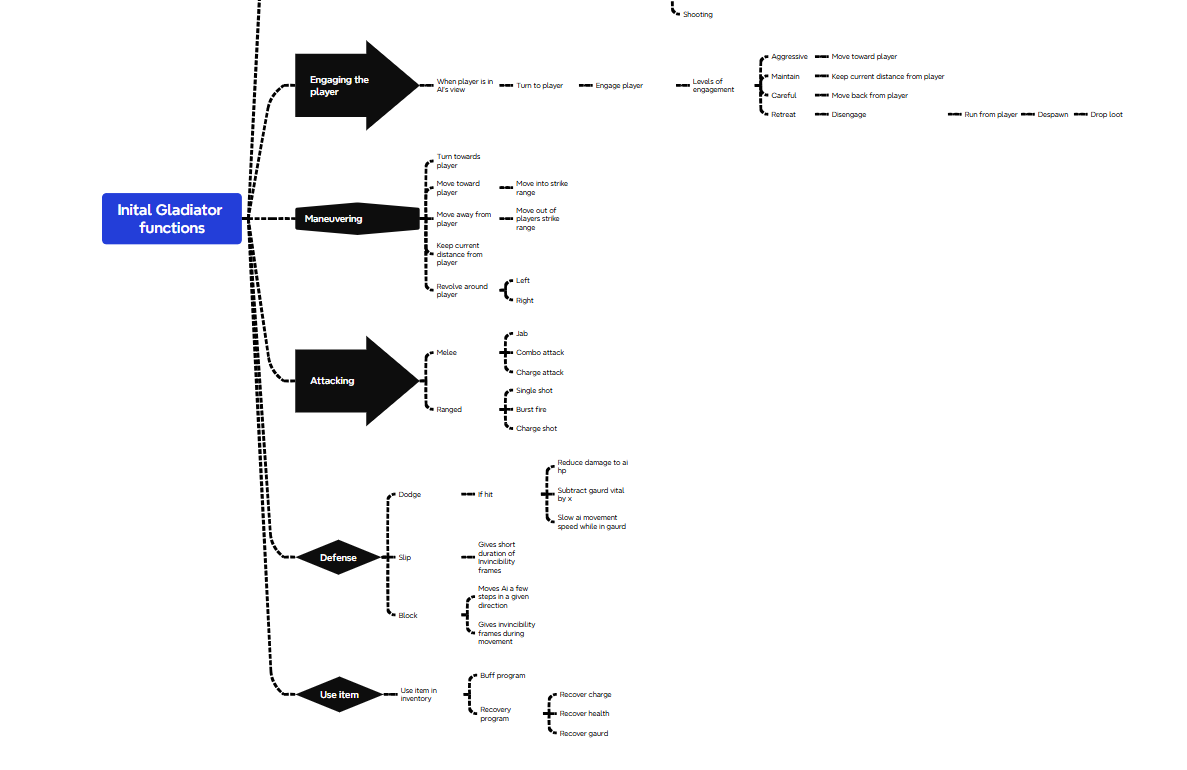 Shooting
Engaging the
player
When player is in
AI's view
Turn to player
Engage player
Levels of
engagement
Aggressive
Move toward player
Maintain
Keep current distance from player
Careful
Move back from player
Retreat
Disengage
Run from player
Despawn
Drop loot
Inital Gladiator
functions
Maneuvering
Turn towards
player
Move toward
player
Move into strike
range
Move away from
player
Move out of
players strike
range
Keep current
distance from
player
Revolve around
player
Left
Right
Attacking
Melee
Jab
Combo attack
Charge attack
Ranged
Single shot
Burst fire
Charge shot
Defense
Dodge
If hit
Reduce damage to ai
hp
Subtract gaurd vital
by x
Slow ai movement
speed while in gaurd
Slip
Gives short
duration of
Invincibility
frames
Block
Moves Ai a few
steps in a given
direction
Gives invincibility
frames during
movement
Use item
Use item in
inventory
Buff program
Recovery
program
Recover charge
Recover health
Recover gaurd